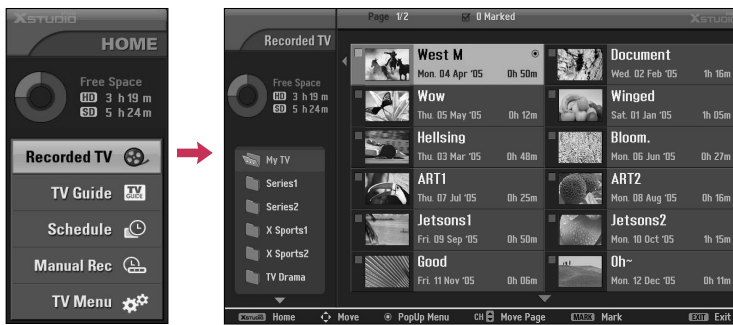 XSTUDIO
HOME
Free Space
HD 3 h 19 m
SD 5 h 24 m
Recorded TV
TV Guide TV GUIDE
Schedule
Manual Rec
TV Menu
Page 1/2 0 Marked XSTUDIO
Recorded TV
Free Space
HD 3 h 19 m
SD 5 h 24 m
My TV
Series1
Series2
X Sports1
X Sports2
TV Drama
West M
Mon. 04 Apr '05 0h 50m
Document
Wed. 02 Feb '05 1h 16m
Wow
Thu. 05 May '05 0h 12m
Winged
Sat. 01 Jan '05 1h 05m
Hellsing
Thu. 03 Mar '05 0h 48m
Bloom.
Mon. 06 Jun '05 0h 27m
ART1
Thu. 07 Jul '05 0h 25m
ART2
Mon. 08 Aug '05 0h 16m
Jetsons1
Fri. 09 Sep '05 0h 50m
Jetsons2
Mon. 10 Oct '05 1h 15m
Good
Fri. 11 Nov '05 0h 06m
Oh~
Mon. 12 Dec '05 0h 11m
XSTUDIO Home Move PopUp Menu CH Move Page MARK Mark EXIT Exit